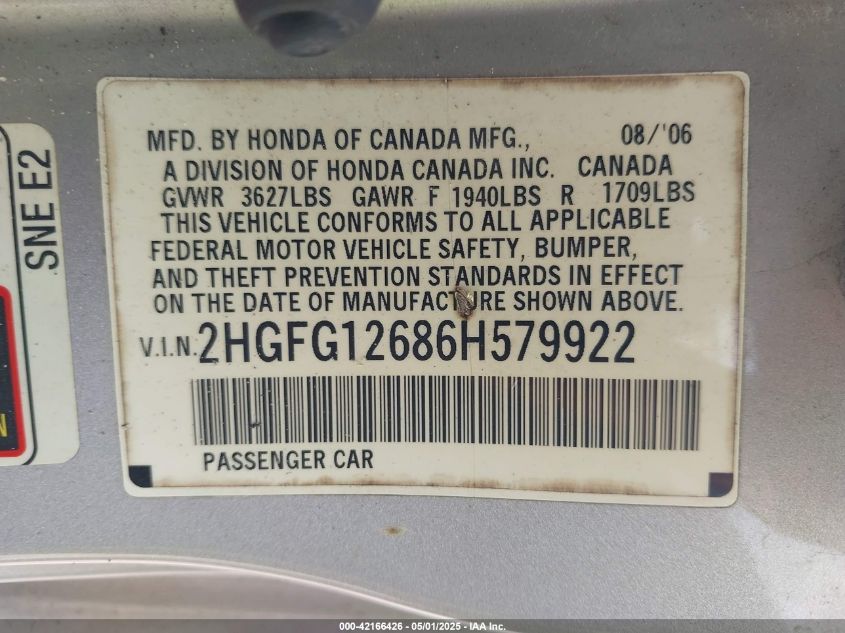 MFD. BY HONDA OF CANADA MFG., 08/'06
A DIVISION OF HONDA CANADA INC. CANADA
GVWR 3627LBS GAWR F 1940LBS R 1709LBS
THIS VEHICLE CONFORMS TO ALL APPLICABLE
FEDERAL MOTOR VEHICLE SAFETY, BUMPER,
AND THEFT PREVENTION STANDARDS IN EFFECT
ON THE DATE OF MANUFACTURE SHOWN ABOVE.
V.I.N. 2HGFG12686H579922
PASSENGER CAR
SNE E2
000-42166426 - 05/01/2025 - IAA Inc.